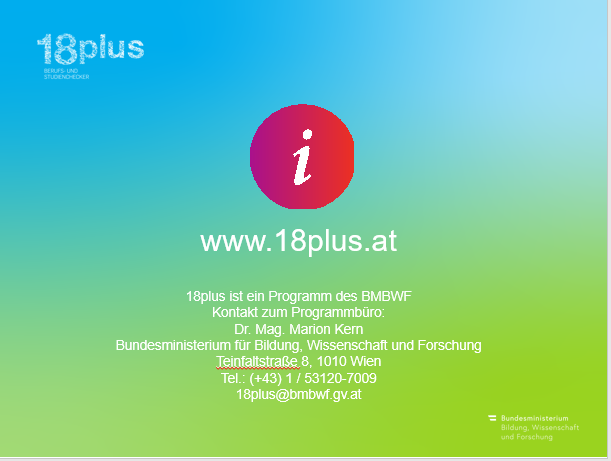 18plus
BERUFS- UND
STUDIENCHECKER
i
www.18plus.at
18plus ist ein Programm des BMBWF
Kontakt zum Programmbüro:
Dr. Mag. Marion Kern
Bundesministerium für Bildung, Wissenschaft und Forschung
Teinfaltstraße 8, 1010 Wien
Tel.: (+43) 1 / 53120-7009
18plus@bmbwf.gv.at
Bundesministerium
Bildung, Wissenschaft
und Forschung